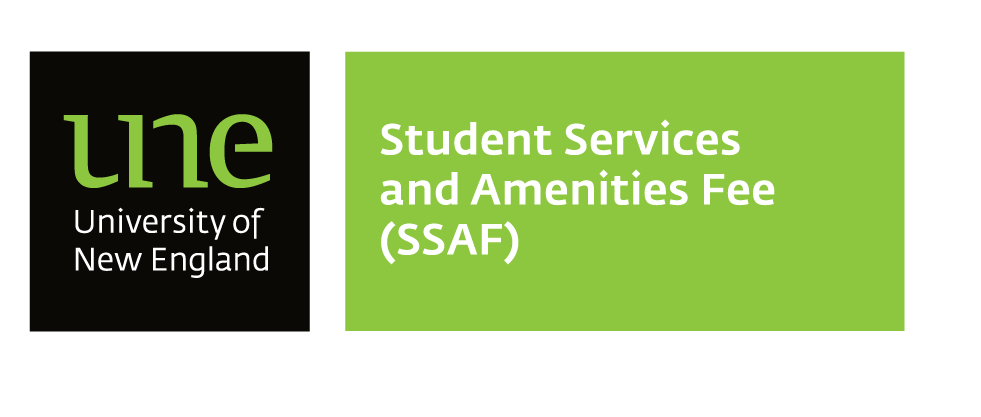 une
University of
New England
Student Services
and Amenities Fee
(SSAF)